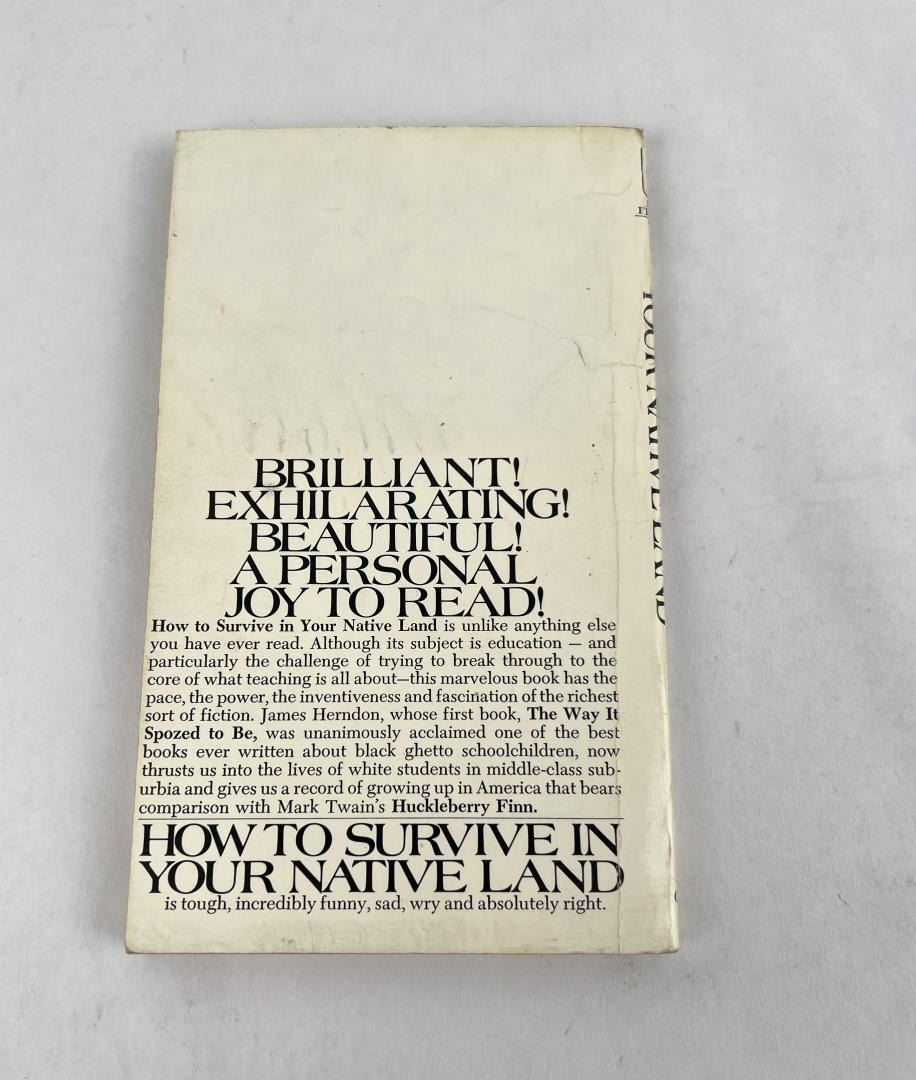 BRILLIANT!
EXHILARATING!
BEAUTIFUL!
A PERSONAL
JOY TO READ!
How to Survive in Your Native Land is unlike anything else
you have ever read. Although its subject is education — and
particularly the challenge of trying to break through to the
core of what teaching is all about—this marvelous book has the
pace, the power, the inventiveness and fascination of the richest
sort of fiction. James Herndon, whose first book, The Way It
Spozed to Be, was unanimously acclaimed one of the best
books ever written about black ghetto schoolchildren, now
thrusts us into the lives of white students in middle-class sub-
urbia and gives us a record of growing up in America that bears
comparison with Mark Twain's Huckleberry Finn.
HOW TO SURVIVE IN
YOUR NATIVE LAND
is tough, incredibly funny, sad, wry and absolutely right.
YOUR NATIVE LAND